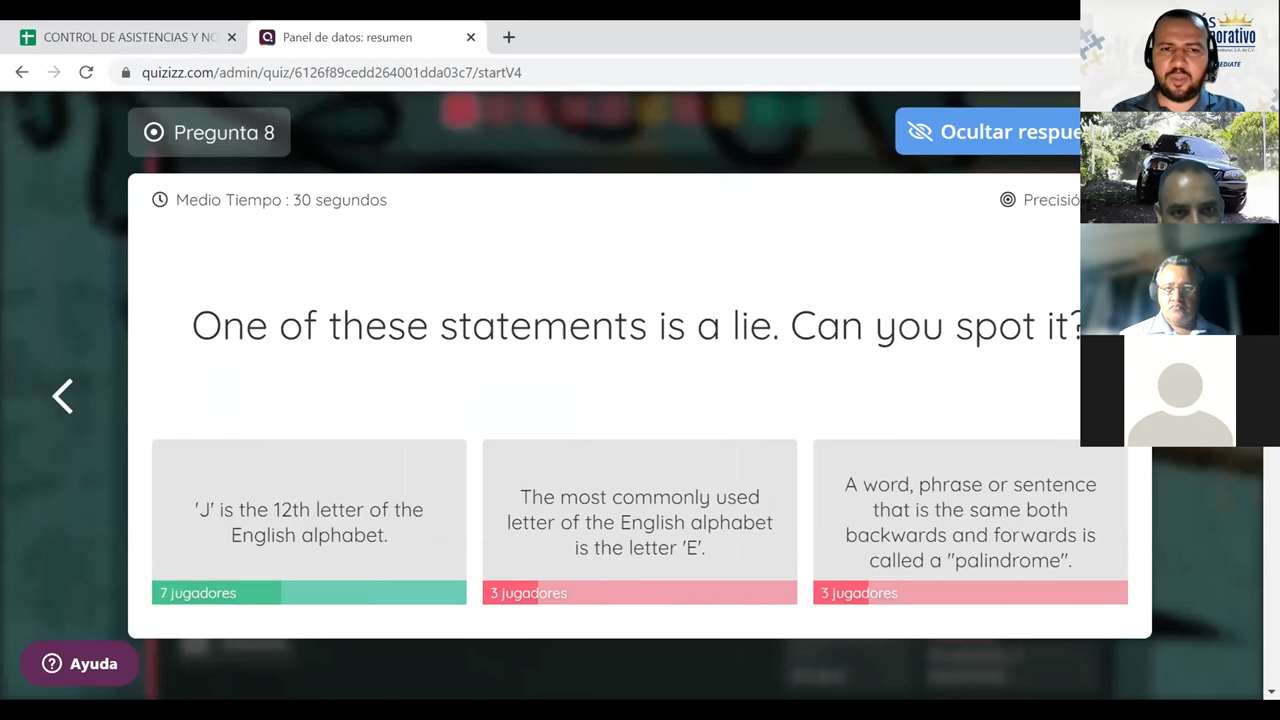 CONTROL DE ASISTENCIAS Y NO
Panel de datos: resumen
quizizz.com/admin/quiz/6126f89cedd264001dda03c7/startV4
Pregunta 8
Ocultar respue
Medio Tiempo : 30 segundos
Precisió
One of these statements is a lie. Can you spot it?
'J' is the 12th letter of the
English alphabet.
7 jugadores
The most commonly used
letter of the English alphabet
is the letter 'E'.
3 jugadores
A word, phrase or sentence
that is the same both
backwards and forwards is
called a "palindrome".
3 jugadores
Ayuda